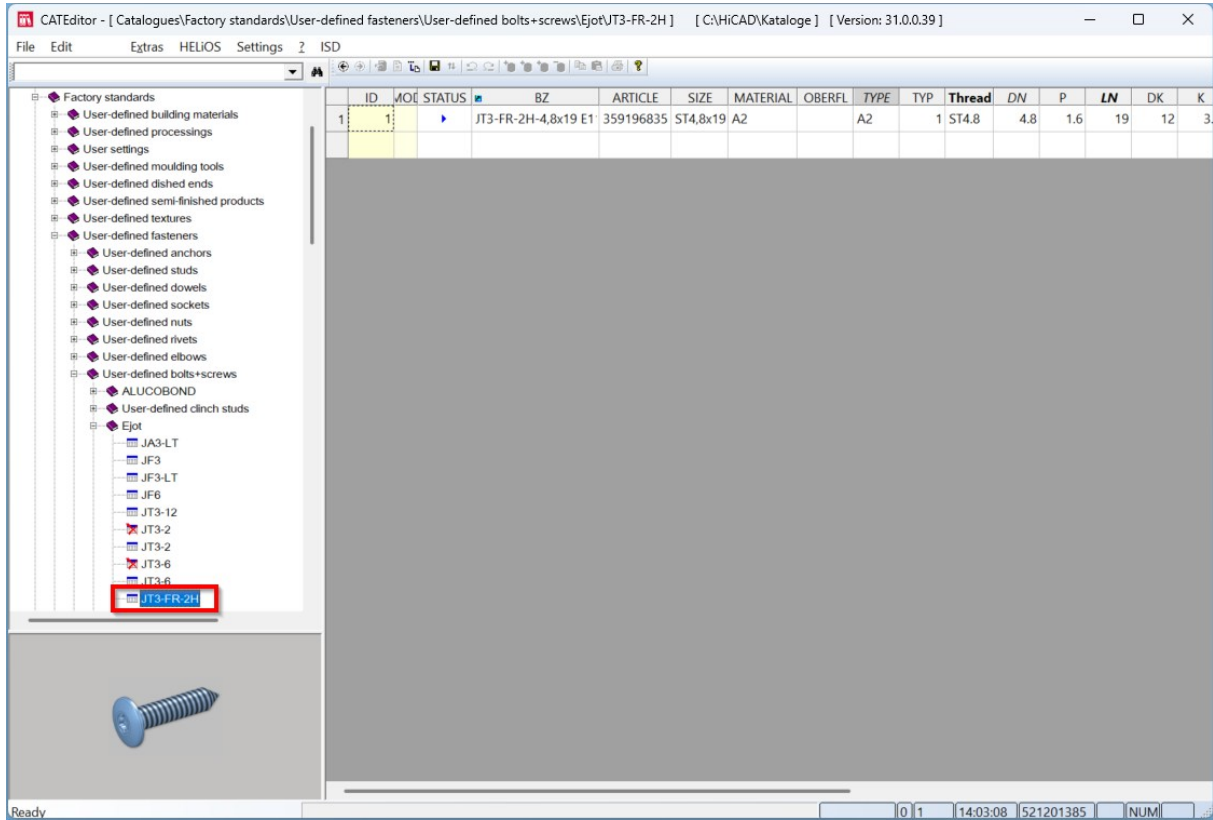 CATEditor - [ Catalogues\Factory standards\User-defined fasteners\User-defined bolts+screws\Ejot\JT3-FR-2H ] [ C:\HiCAD\Kataloge ] [ Version: 31.0.0.39 ]
File Edit Extras HELiOS Settings ? ISD
Factory standards
User-defined building materials
User-defined processings
User settings
User-defined moulding tools
User-defined dished ends
User-defined semi-finished products
User-defined textures
User-defined fasteners
User-defined anchors
User-defined studs
User-defined dowels
User-defined sockets
User-defined nuts
User-defined rivets
User-defined elbows
User-defined bolts+screws
ALUCOBOND
User-defined clinch studs
Ejot
JA3-LT
JF3
JF3-LT
JF6
JT3-12
JT3-2
JT3-2
JT3-6
JT3-6
JT3-FR-2H
ID MOD STATUS BZ ARTICLE SIZE MATERIAL OBERFL TYPE TYP Thread DN P LN DK K
1 1 JT3-FR-2H-4,8x19 E1 359196835 ST4,8x19 A2 A2 1 ST4.8 4.8 1.6 19 12 3.
Ready 0 1 14:03:08 521201385 NUM